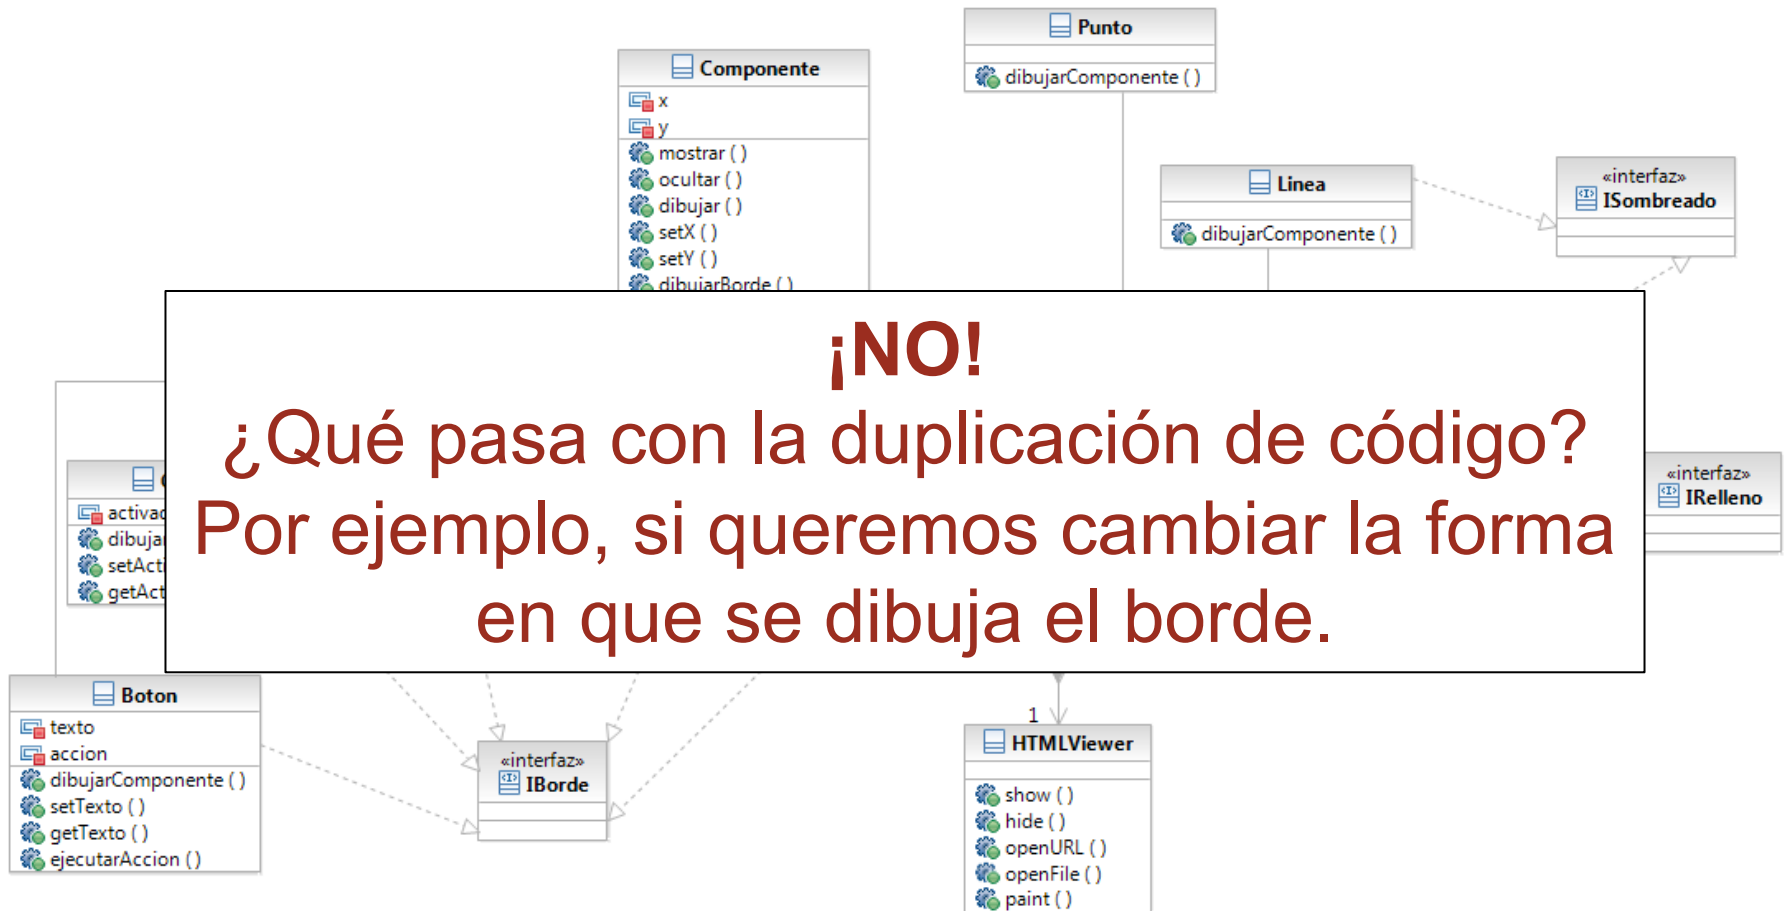 Punto
dibujarComponente ( )
Componente
x
y
mostrar ( )
ocultar ( )
dibujar ( )
setX ( )
setY ( )
dibujarBorde ( )
Linea
dibujarComponente ( )
«interfaz»
ISombreado
¡NO!
¿Qué pasa con la duplicación de código?
Por ejemplo, si queremos cambiar la forma
en que se dibuja el borde.
«interfaz»
IRelleno
Boton
texto
accion
dibujarComponente ( )
setTexto ( )
getTexto ( )
ejecutarAccion ( )
«interfaz»
IBorde
1
HTMLViewer
show ( )
hide ( )
openURL ( )
openFile ( )
paint ( )